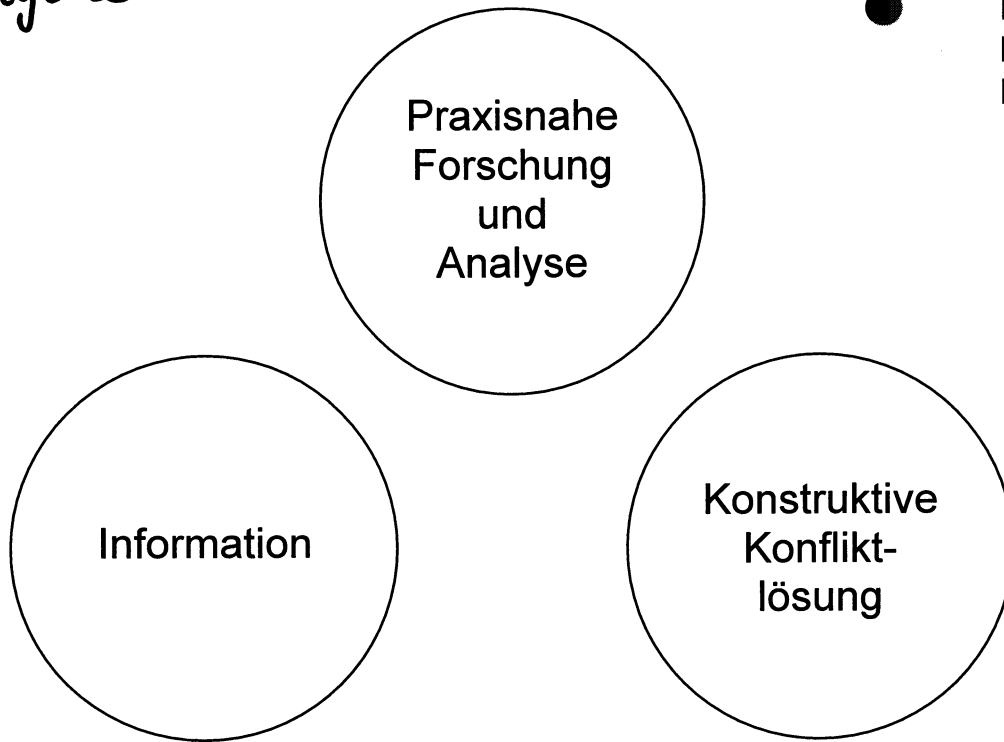 Praxisnahe
Forschung
und
Analyse
Information
Konstruktive
Konflikt-
lösung